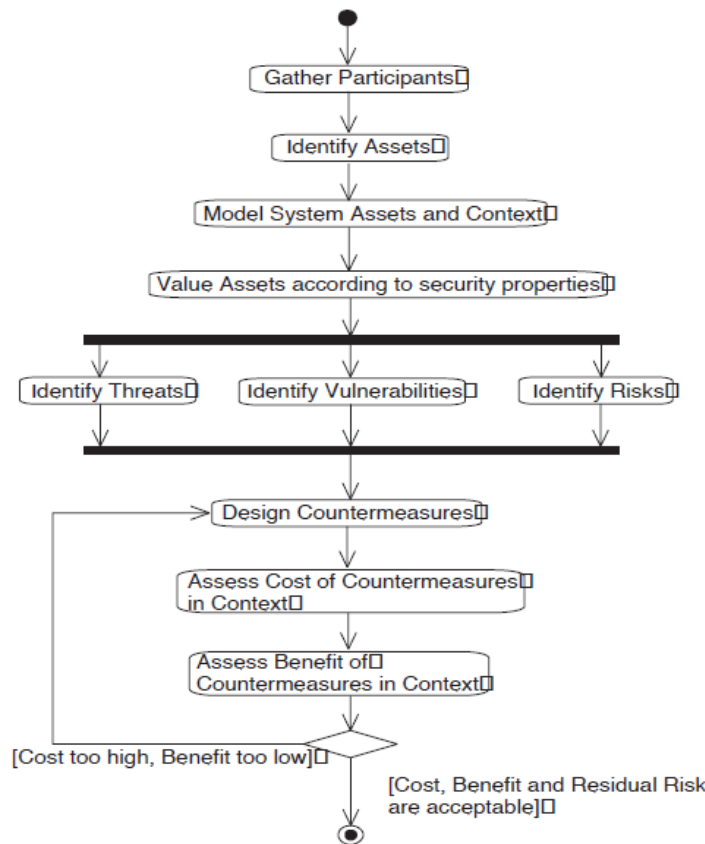 Gather Participants
Identify Assets
Model System Assets and Context
Value Assets according to security properties
Identify Threats
Identify Vulnerabilities
Identify Risks
Design Countermeasures
Assess Cost of Countermeasures
in Context
Assess Benefit of
Countermeasures in Context
[Cost too high, Benefit too low]
[Cost, Benefit and Residual Risk
are acceptable]